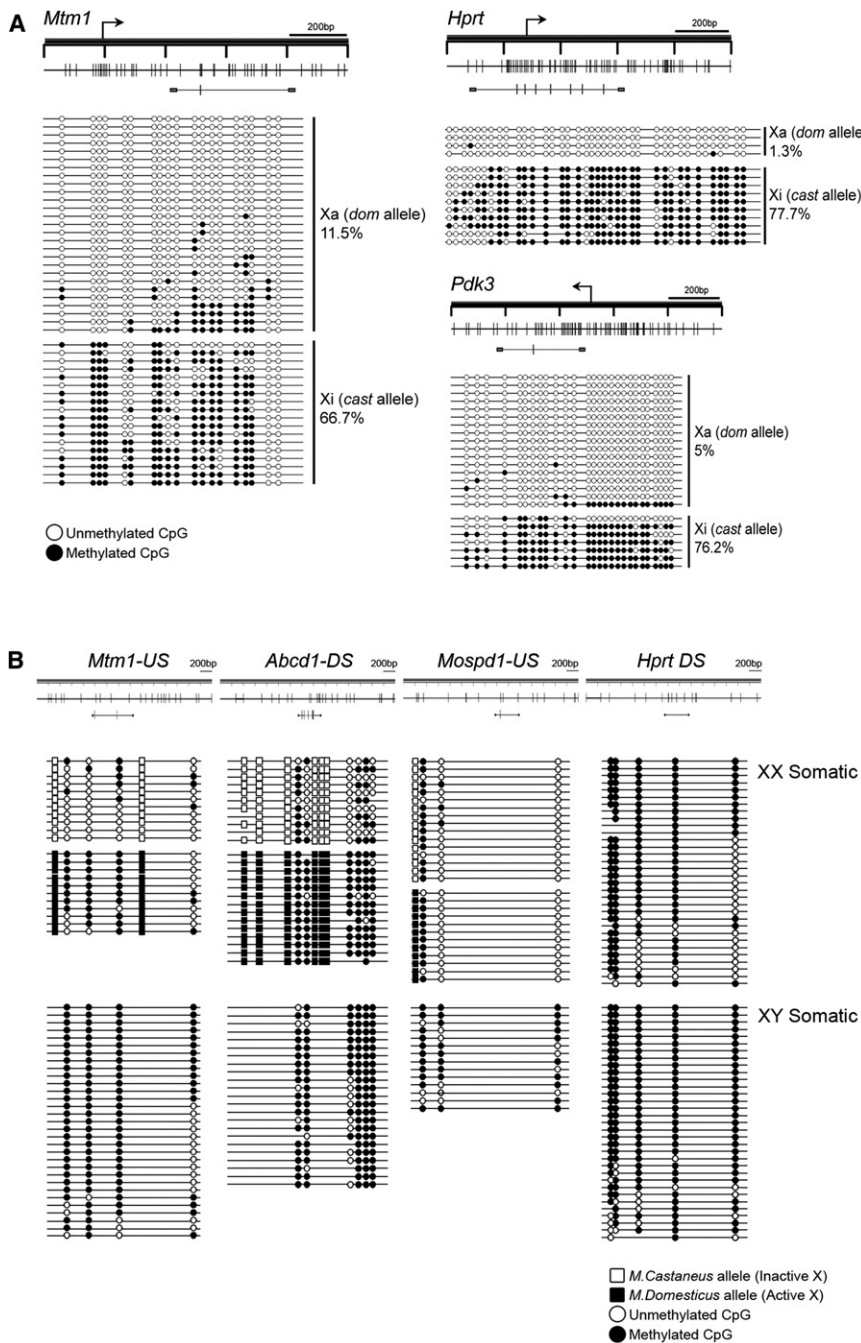 A
Mtm1
200bp
Xa (dom allele)
11.5%
Xi (cast allele)
66.7%
Unmethylated CpG
Methylated CpG
Hprt
200bp
Xa (dom allele)
1.3%
Xi (cast allele)
77.7%
Pdk3
200bp
Xa (dom allele)
5%
Xi (cast allele)
76.2%
B
Mtm1-US
200bp
Abcd1-DS
200bp
Mospd1-US
200bp
Hprt DS
200bp
XX Somatic
XY Somatic
M.Castaneus allele (Inactive X)
M.Domesticus allele (Active X)
Unmethylated CpG
Methylated CpG